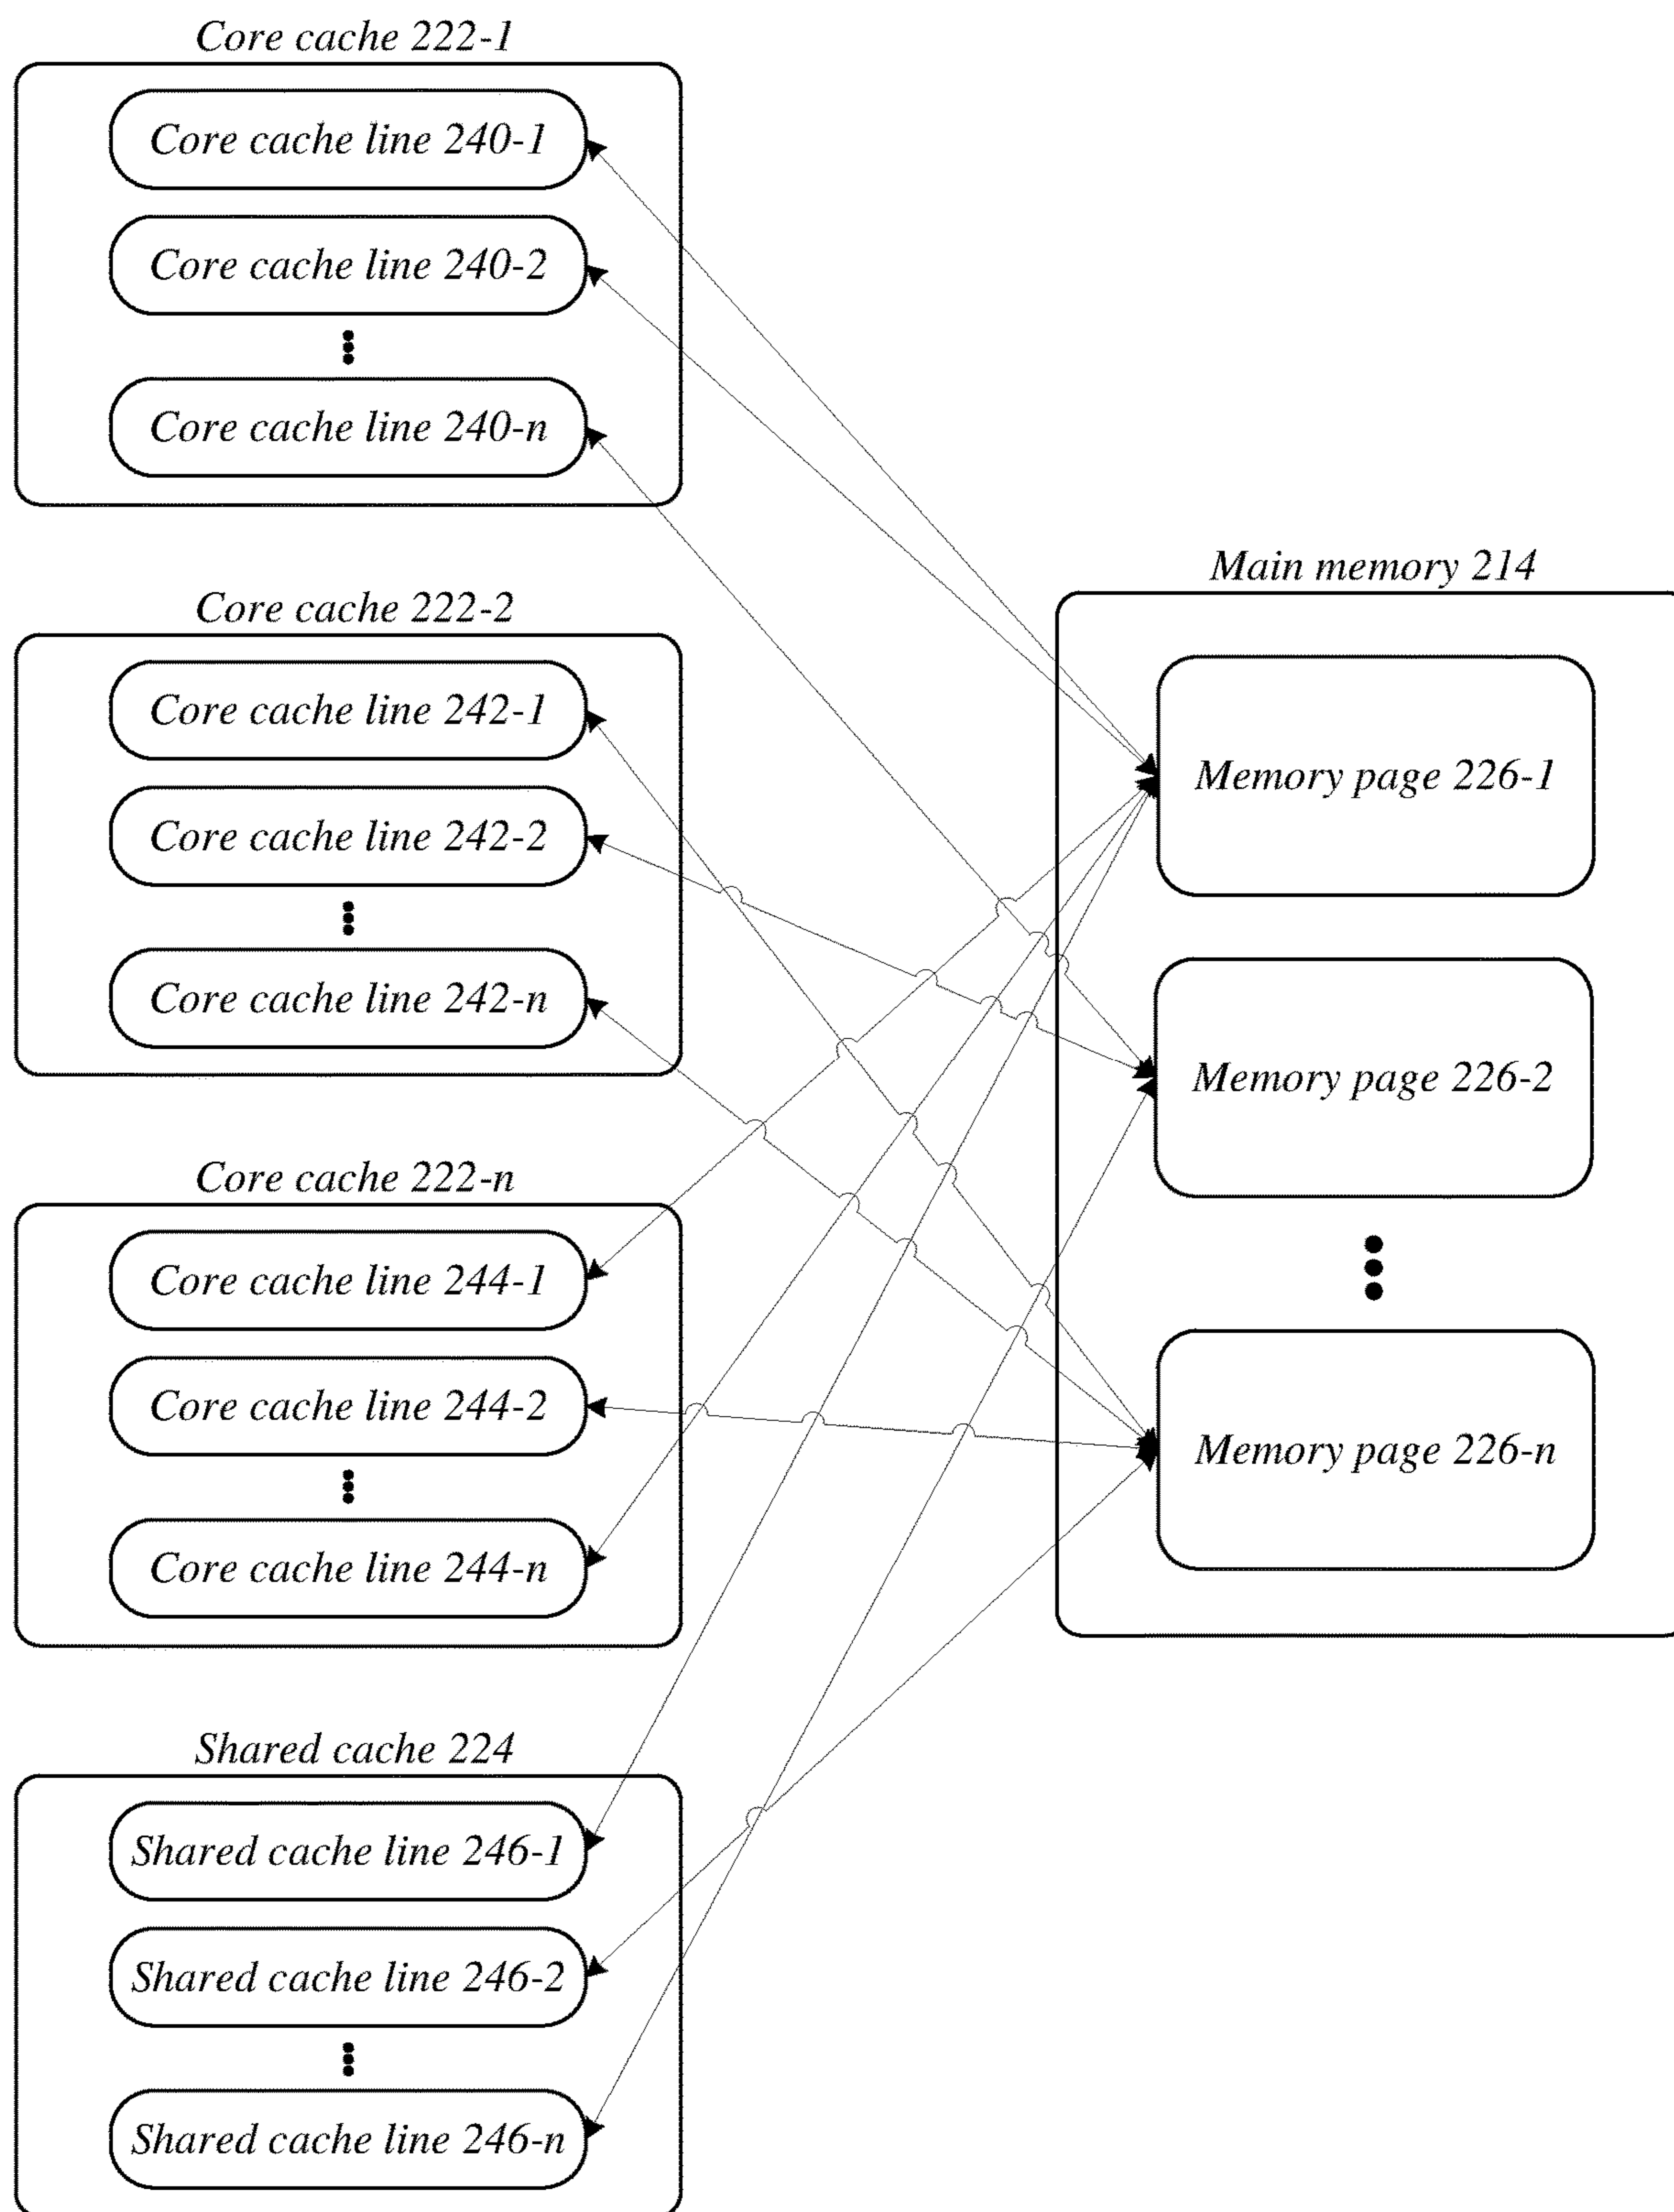 Core cache 222-1
Core cache line 240-1
Core cache line 240-2
Core cache line 240-n
Core cache 222-2
Core cache line 242-1
Core cache line 242-2
Core cache line 242-n
Core cache 222-n
Core cache line 244-1
Core cache line 244-2
Core cache line 244-n
Shared cache 224
Shared cache line 246-1
Shared cache line 246-2
Shared cache line 246-n
Main memory 214
Memory page 226-1
Memory page 226-2
Memory page 226-n